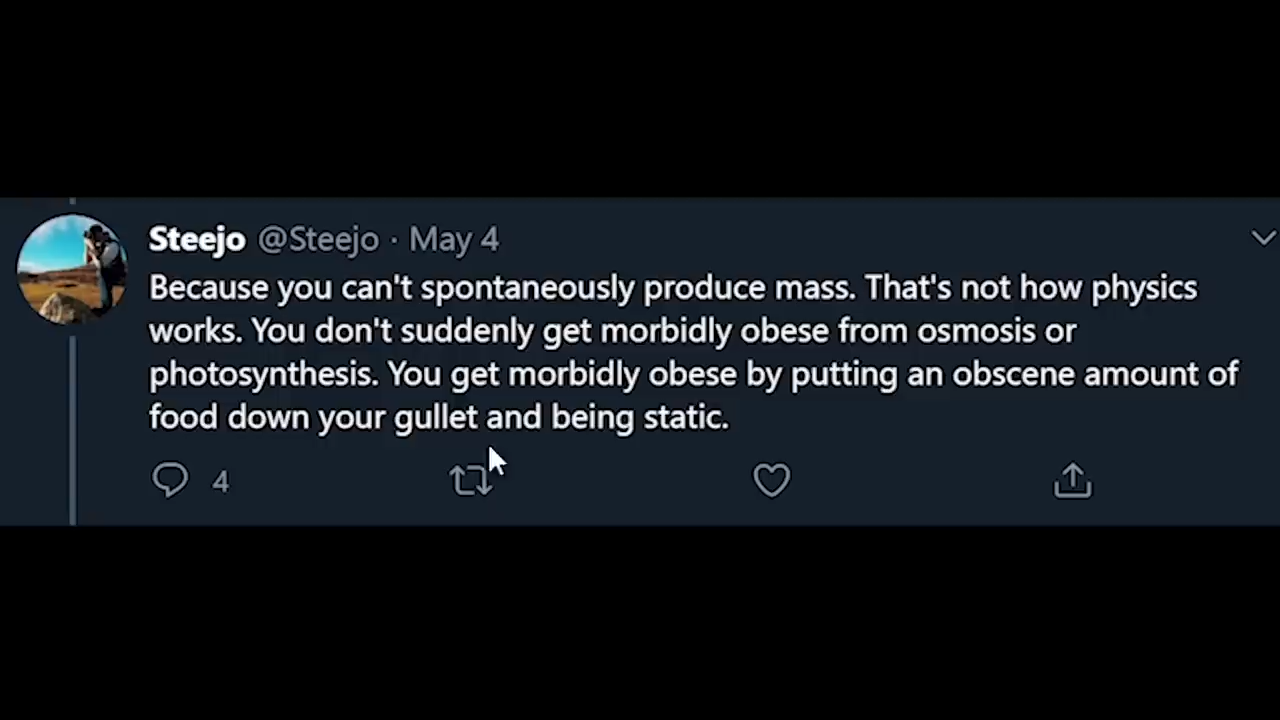 Steejo @Steejo · May 4
Because you can't spontaneously produce mass. That's not how physics
works. You don't suddenly get morbidly obese from osmosis or
photosynthesis. You get morbidly obese by putting an obscene amount of
food down your gullet and being static.
4